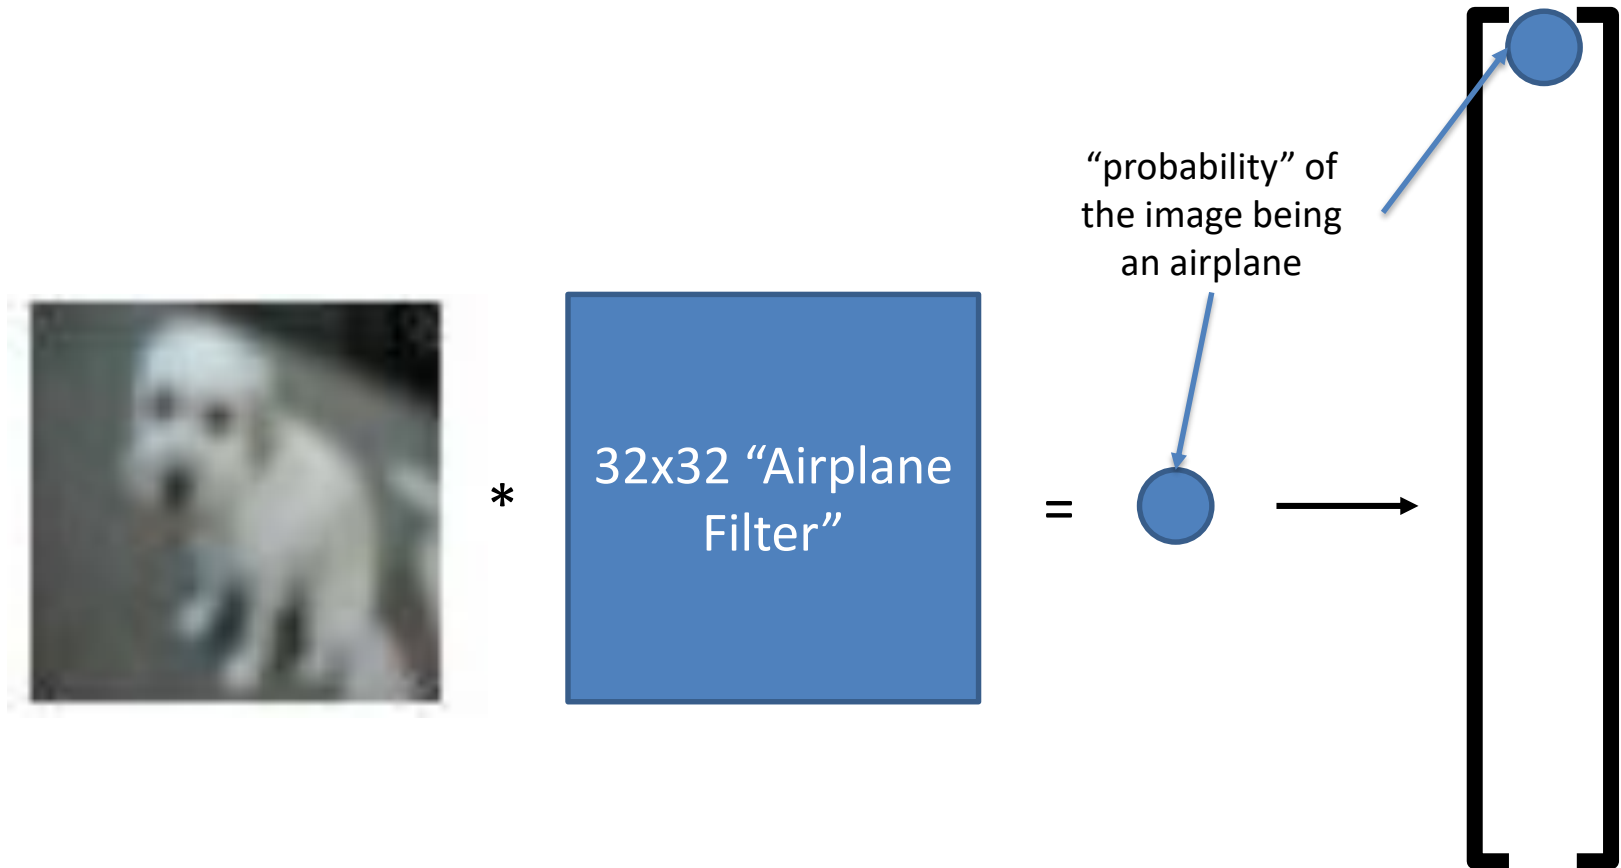 “probability” of
the image being
an airplane
32x32 “Airplane
Filter”
*
=